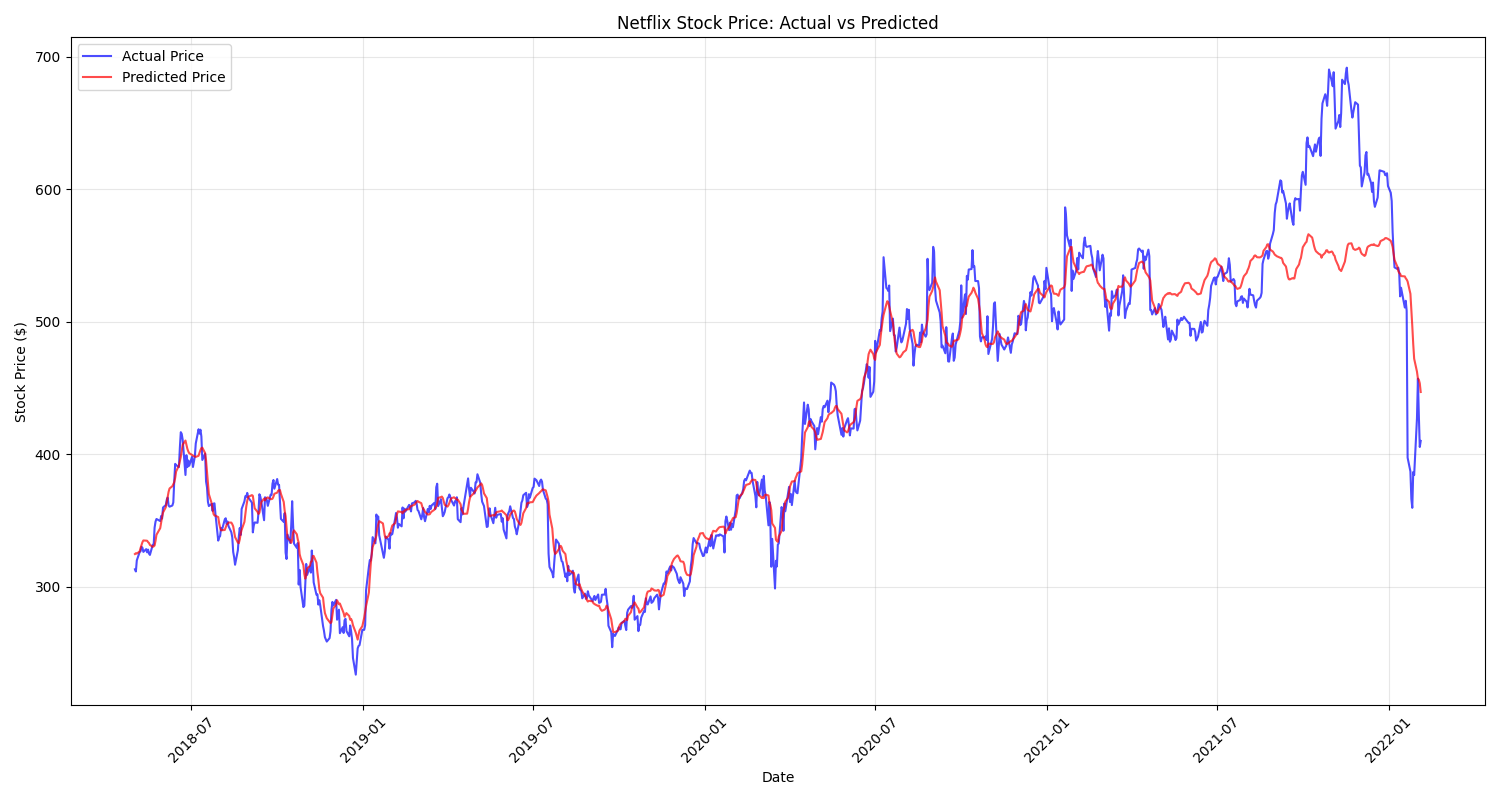 Netflix Stock Price: Actual vs Predicted
Actual Price
Predicted Price
700
600
500
400
300
Stock Price ($)
2018-07
2019-01
2019-07
2020-01
2020-07
2021-01
2021-07
2022-01
Date